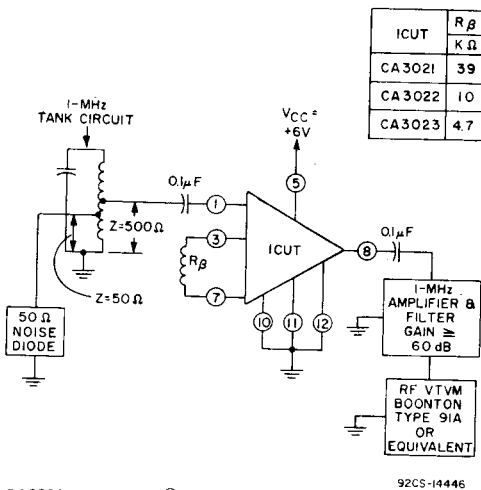 ICUT
Rβ
KΩ
CA3021 39
CA3022 10
CA3023 4.7
1-MHz
TANK CIRCUIT
VCC =
+6V
0.1μF
1
5
Z=500Ω
3
Rβ
7
ICUT
8
0.1μF
10
11
12
Z=50Ω
50Ω
NOISE
DIODE
1-MHz
AMPLIFIER &
FILTER
GAIN ≧
60 dB
RF VTVM
BOONTON
TYPE 91A
OR
EQUIVALENT
92CS-14446